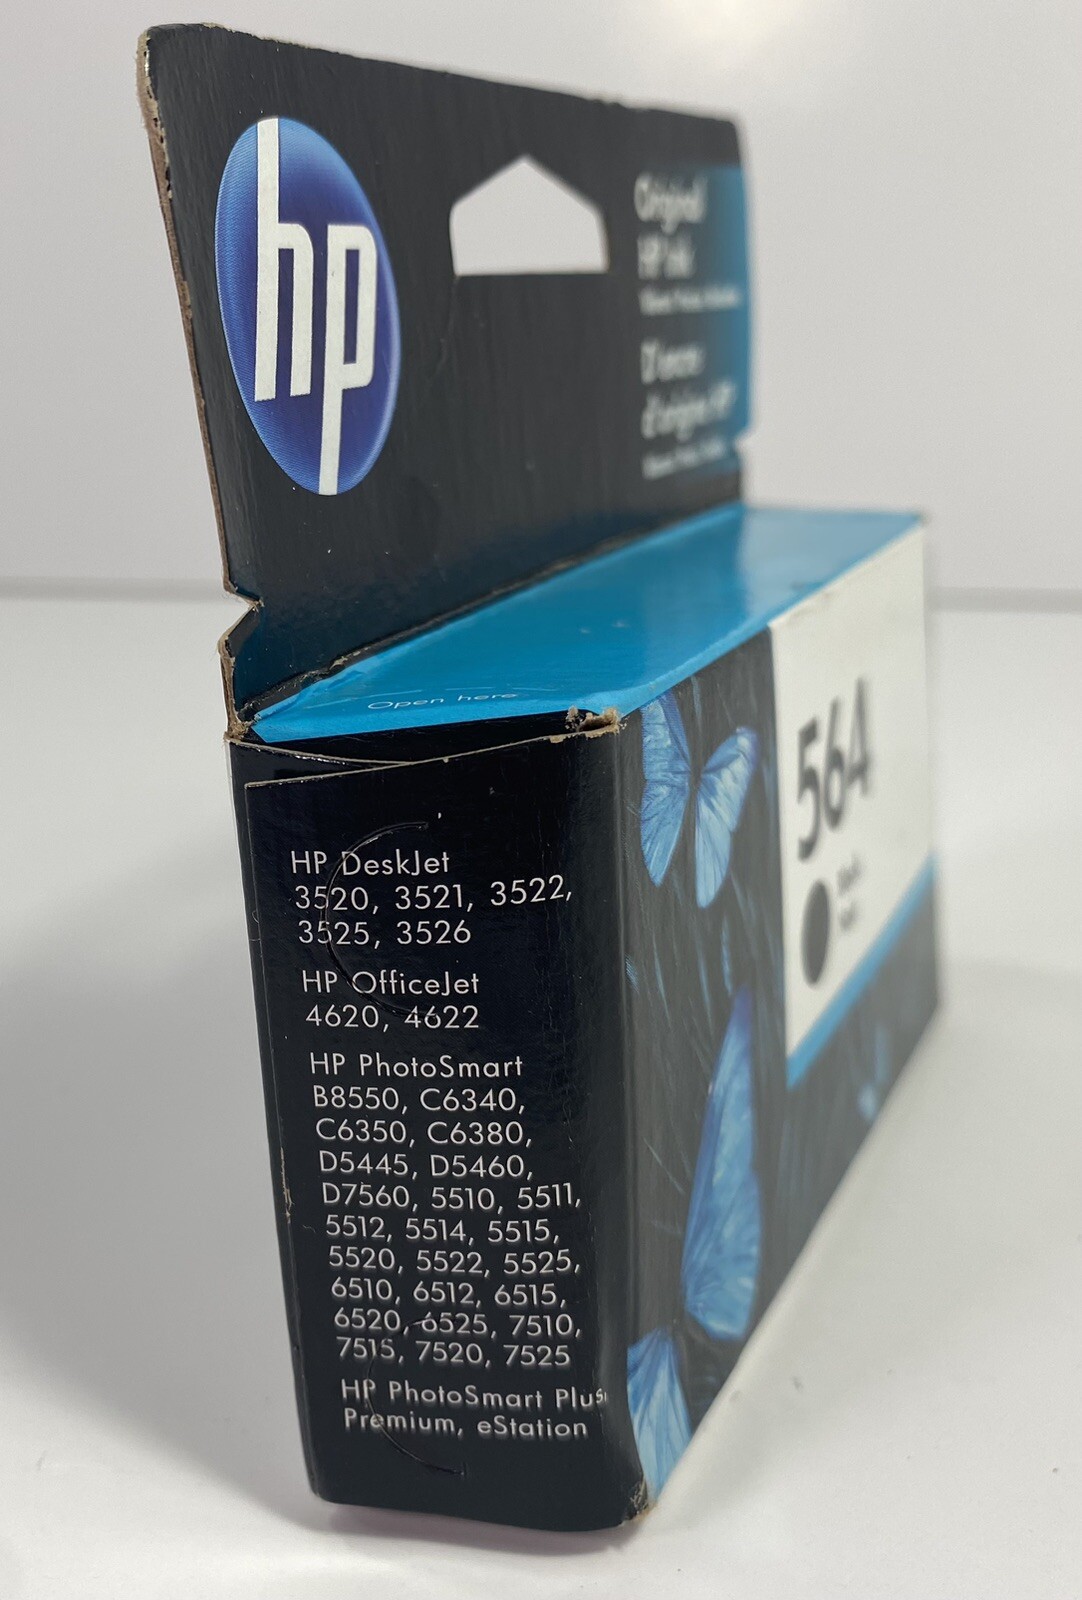 hp
Original
HP ink
D'encre
d'origine HP
Open here
564
HP DeskJet
3520, 3521, 3522,
3525, 3526
HP OfficeJet
4620, 4622
HP PhotoSmart
B8550, C6340,
C6350, C6380,
D5445, D5460,
D7560, 5510, 5511,
5512, 5514, 5515,
5520, 5522, 5525,
6510, 6512, 6515,
6520, 6525, 7510,
7515, 7520, 7525
HP PhotoSmart Plus,
Premium, eStation